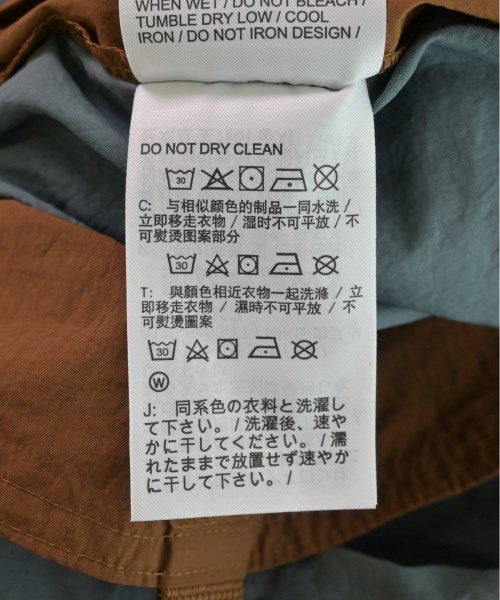 WHEN WET / DO NOT BLEACH /
TUMBLE DRY LOW / COOL
IRON / DO NOT IRON DESIGN /
DO NOT DRY CLEAN
30
C: 与相似颜色的制品一同水洗 /
立即移走衣物 / 湿时不可平放 / 不
可熨烫图案部分
30
T: 與顏色相近衣物一起洗滌 / 立
即移走衣物 / 濕時不可平放 / 不
可熨燙圖案
30
W
J: 同系色の衣料と洗濯し
て下さい。/ 洗濯後、速や
かに干してください。/ 濡
れたままで放置せず速やか
に干して下さい。/